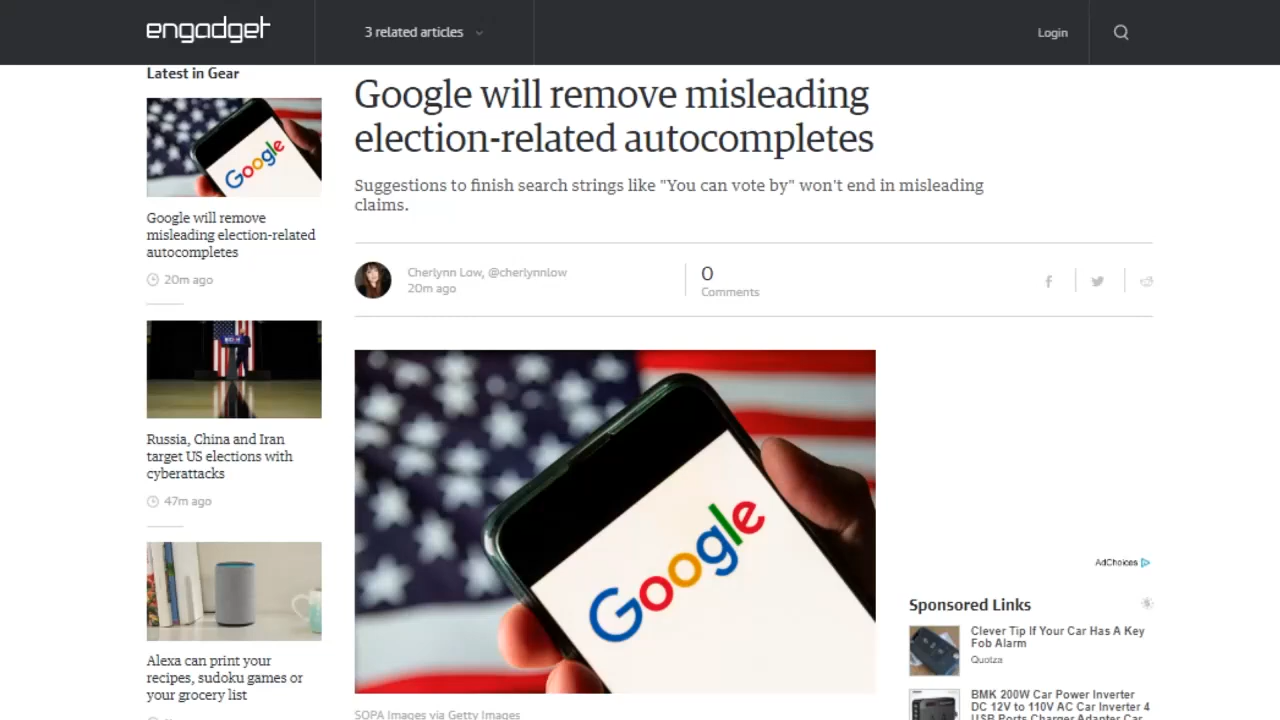 engadget
3 related articles
Login
Latest in Gear
Google
Google will remove
misleading election-related
autocompletes
20m ago
Russia, China and Iran
target US elections with
cyberattacks
47m ago
Alexa can print your
recipes, sudoku games or
your grocery list
Google will remove misleading
election-related autocompletes
Suggestions to finish search strings like "You can vote by" won't end in misleading
claims.
Cherlynn Low, @cherlynnlow
20m ago
0
Comments
Google
SOPA Images via Getty Images
AdChoices
Sponsored Links
Clever Tip If Your Car Has A Key
Fob Alarm
Quotza
BMK 200W Car Power Inverter
DC 12V to 110V AC Car Inverter 4
USB Ports Charger Adapter Car